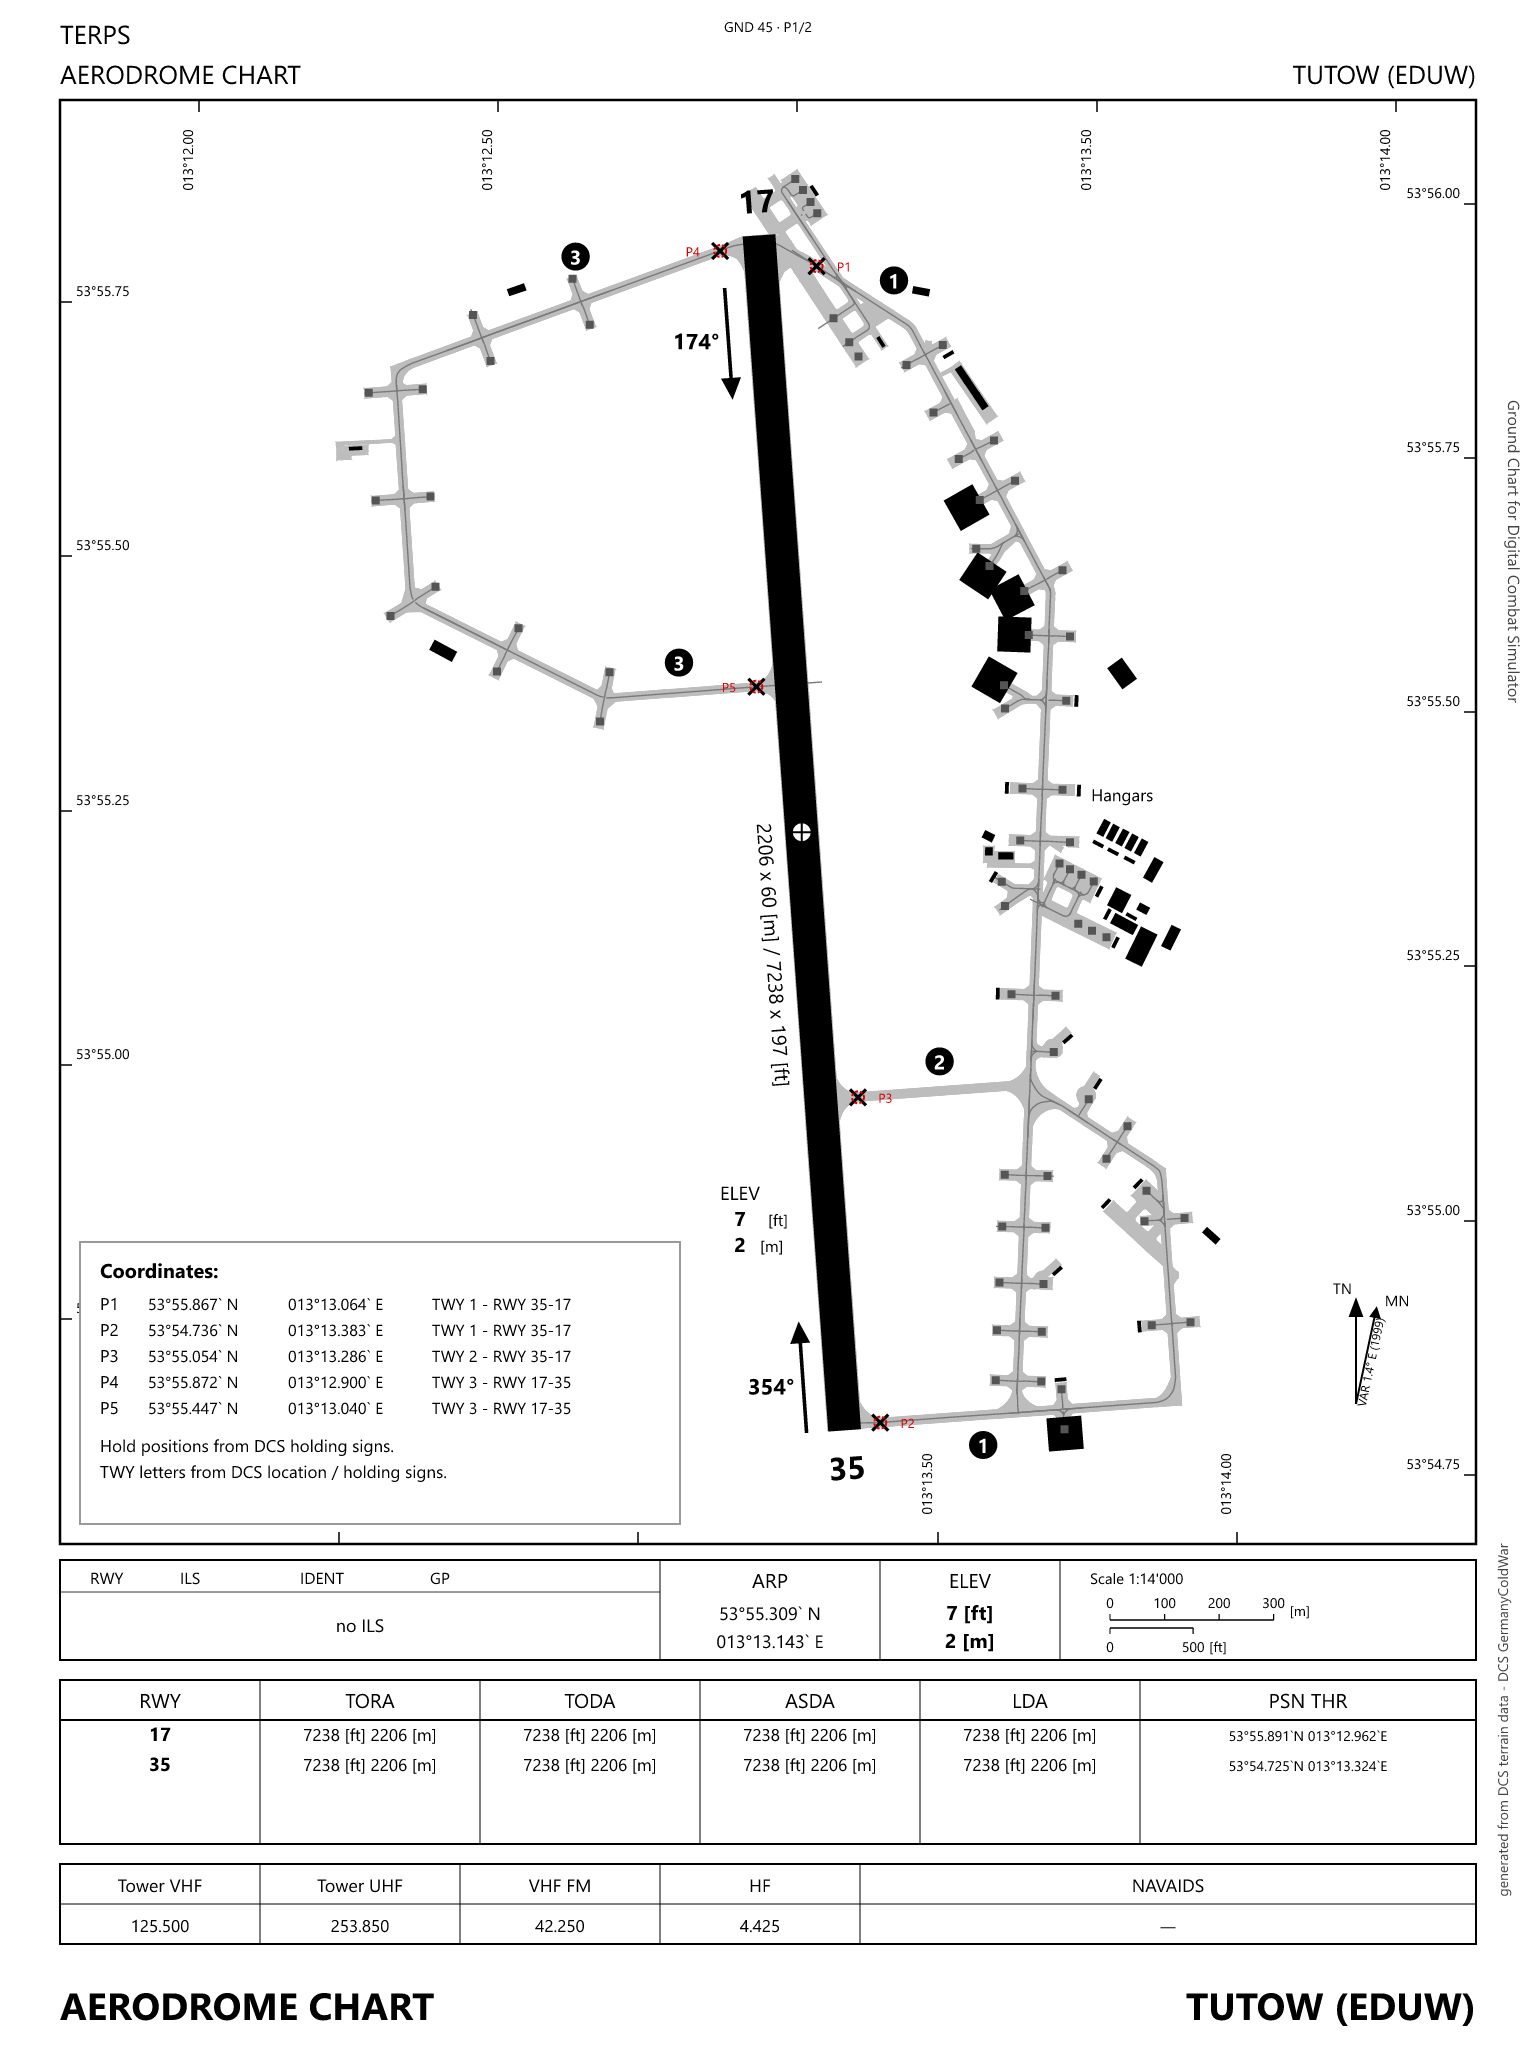 TERPS
GND 45 · P1/2
AERODROME CHART
TUTOW (EDUW)
013°12.00
013°12.50
013°13.50
013°14.00
53°56.00
17
P4
3
P1
1
53°55.75
174°
53°55.75
Ground Chart for Digital Combat Simulator
53°55.50
3
P5
53°55.50
Hangars
53°55.25
2206 x 60 [m] / 7238 x 197 [ft]
53°55.25
53°55.00
2
P3
ELEV
7 [ft]
2 [m]
53°55.00
TN
MN
VAR 1.4° E (1999)
354°
P2
1
35
013°13.50
013°14.00
53°54.75
Coordinates:
P1 53°55.867` N 013°13.064` E TWY 1 - RWY 35-17
P2 53°54.736` N 013°13.383` E TWY 1 - RWY 35-17
P3 53°55.054` N 013°13.286` E TWY 2 - RWY 35-17
P4 53°55.872` N 013°12.900` E TWY 3 - RWY 17-35
P5 53°55.447` N 013°13.040` E TWY 3 - RWY 17-35
Hold positions from DCS holding signs.
TWY letters from DCS location / holding signs.
RWY ILS IDENT GP
no ILS
ARP
53°55.309` N
013°13.143` E
ELEV
7 [ft]
2 [m]
Scale 1:14'000
0 100 200 300 [m]
0 500 [ft]
generated from DCS terrain data - DCS GermanyColdWar
RWY TORA TODA ASDA LDA PSN THR
17 7238 [ft] 2206 [m] 7238 [ft] 2206 [m] 7238 [ft] 2206 [m] 7238 [ft] 2206 [m] 53°55.891`N 013°12.962`E
35 7238 [ft] 2206 [m] 7238 [ft] 2206 [m] 7238 [ft] 2206 [m] 7238 [ft] 2206 [m] 53°54.725`N 013°13.324`E
Tower VHF Tower UHF VHF FM HF NAVAIDS
125.500 253.850 42.250 4.425 —
AERODROME CHART
TUTOW (EDUW)